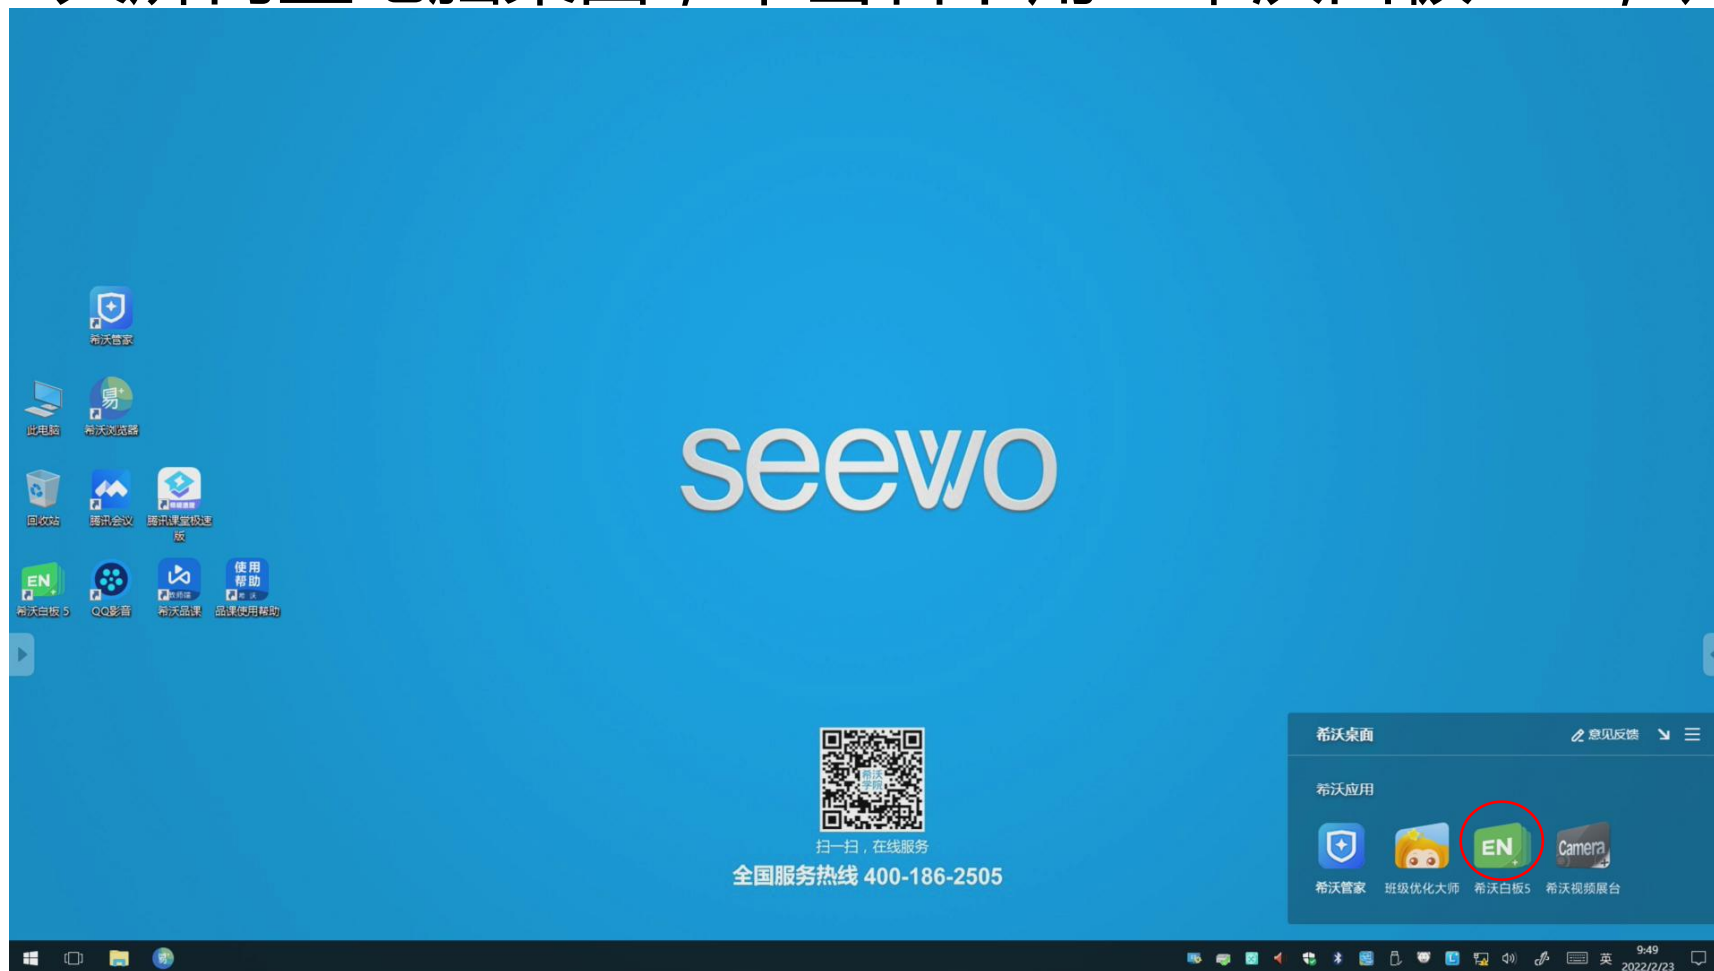 希沃管家
此电脑
希沃浏览器
回收站
腾讯会议
腾讯课堂极速
版
EN
希沃白板 5
QQ影音
希沃品课
使用
帮助
品课使用帮助
seewo
希沃
学院
扫一扫，在线服务
全国服务热线 400-186-2505
希沃桌面
意见反馈
希沃应用
EN
Camera
希沃管家
班级优化大师
希沃白板5
希沃视频展台
英
9:49
2022/2/23